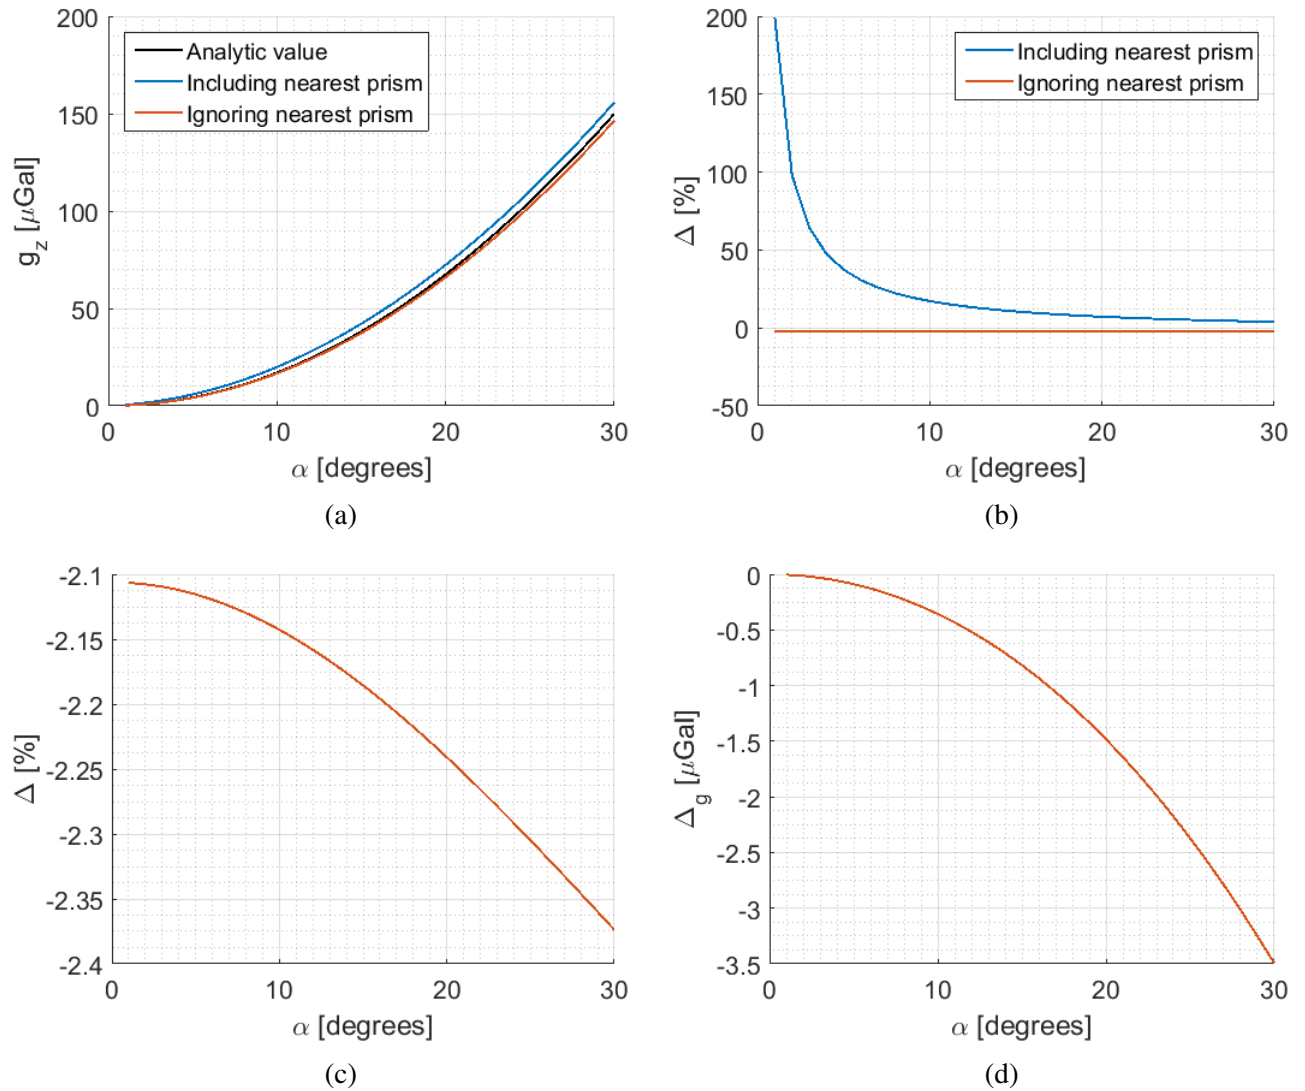 200
150
100
50
0
g_z [μGal]
Analytic value
Including nearest prism
Ignoring nearest prism
0
10
20
30
α [degrees]
(a)
200
150
100
50
0
-50
Δ [%]
Including nearest prism
Ignoring nearest prism
0
10
20
30
α [degrees]
(b)
-2.1
-2.15
-2.2
-2.25
-2.3
-2.35
-2.4
Δ [%]
0
10
20
30
α [degrees]
(c)
0
-0.5
-1
-1.5
-2
-2.5
-3
-3.5
Δ_g [μGal]
0
10
20
30
α [degrees]
(d)